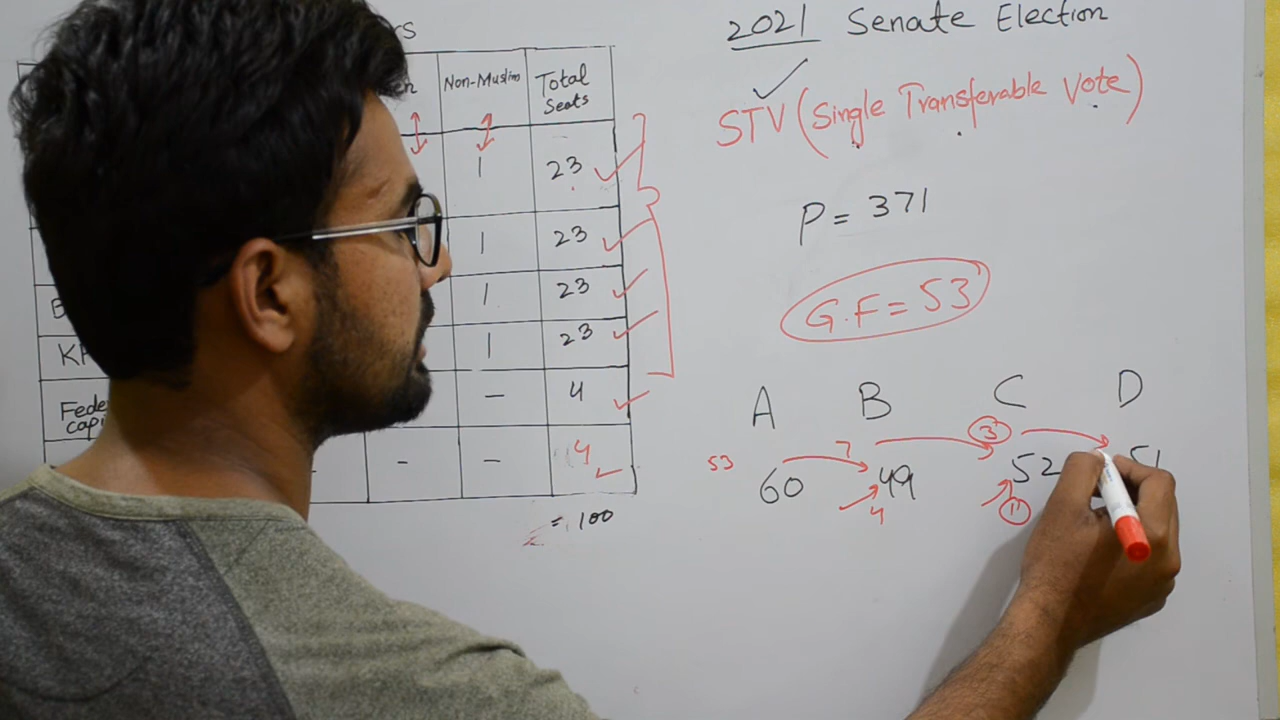 Non-Muslim Total Seats
1 23
1 23
1 23
KP 1 23
Fede capi — 4
- - 4
= 100
2021 Senate Election
STV (Single Transferable Vote)
P = 371
G.F = 53
A B C D
7 3
53 60 49 52 51
4 1